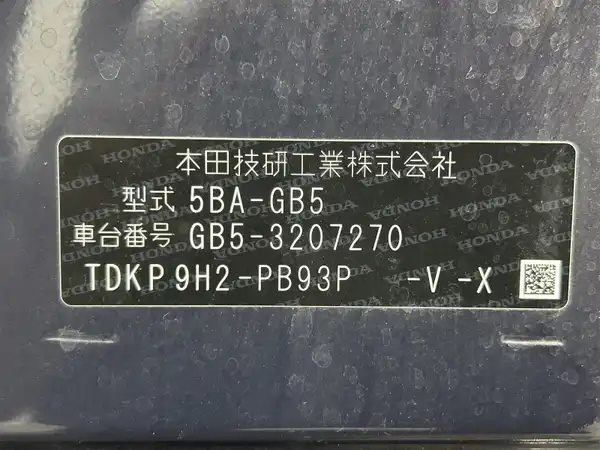 本田技研工業株式会社
型式 5BA-GB5
車台番号 GB5-3207270
TDKP9H2-PB93P -V-X
HONDA